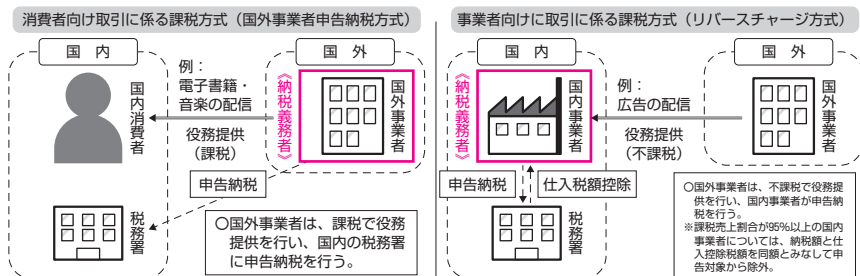 消費者向け取引に係る課税方式（国外事業者申告納税方式）
国内
国外
国内消費者
例：
電子書籍・
音楽の配信
役務提供
（課税）
《納税義務者》
国外事業者
申告納税
税務署
○国外事業者は、課税で役務
提供を行い、国内の税務署
に申告納税を行う。
事業者向けに取引に係る課税方式（リバースチャージ方式）
国内
国外
《納税義務者》
国内事業者
例：
広告の配信
役務提供
（不課税）
国外事業者
申告納税
仕入税額控除
税務署
○国外事業者は、不課税で役務提
供を行い、国内事業者が申告納
税を行う。
※課税売上割合が95%以上の国内
事業者については、納税額と仕
入控除税額を同額とみなして申
告対象から除外。